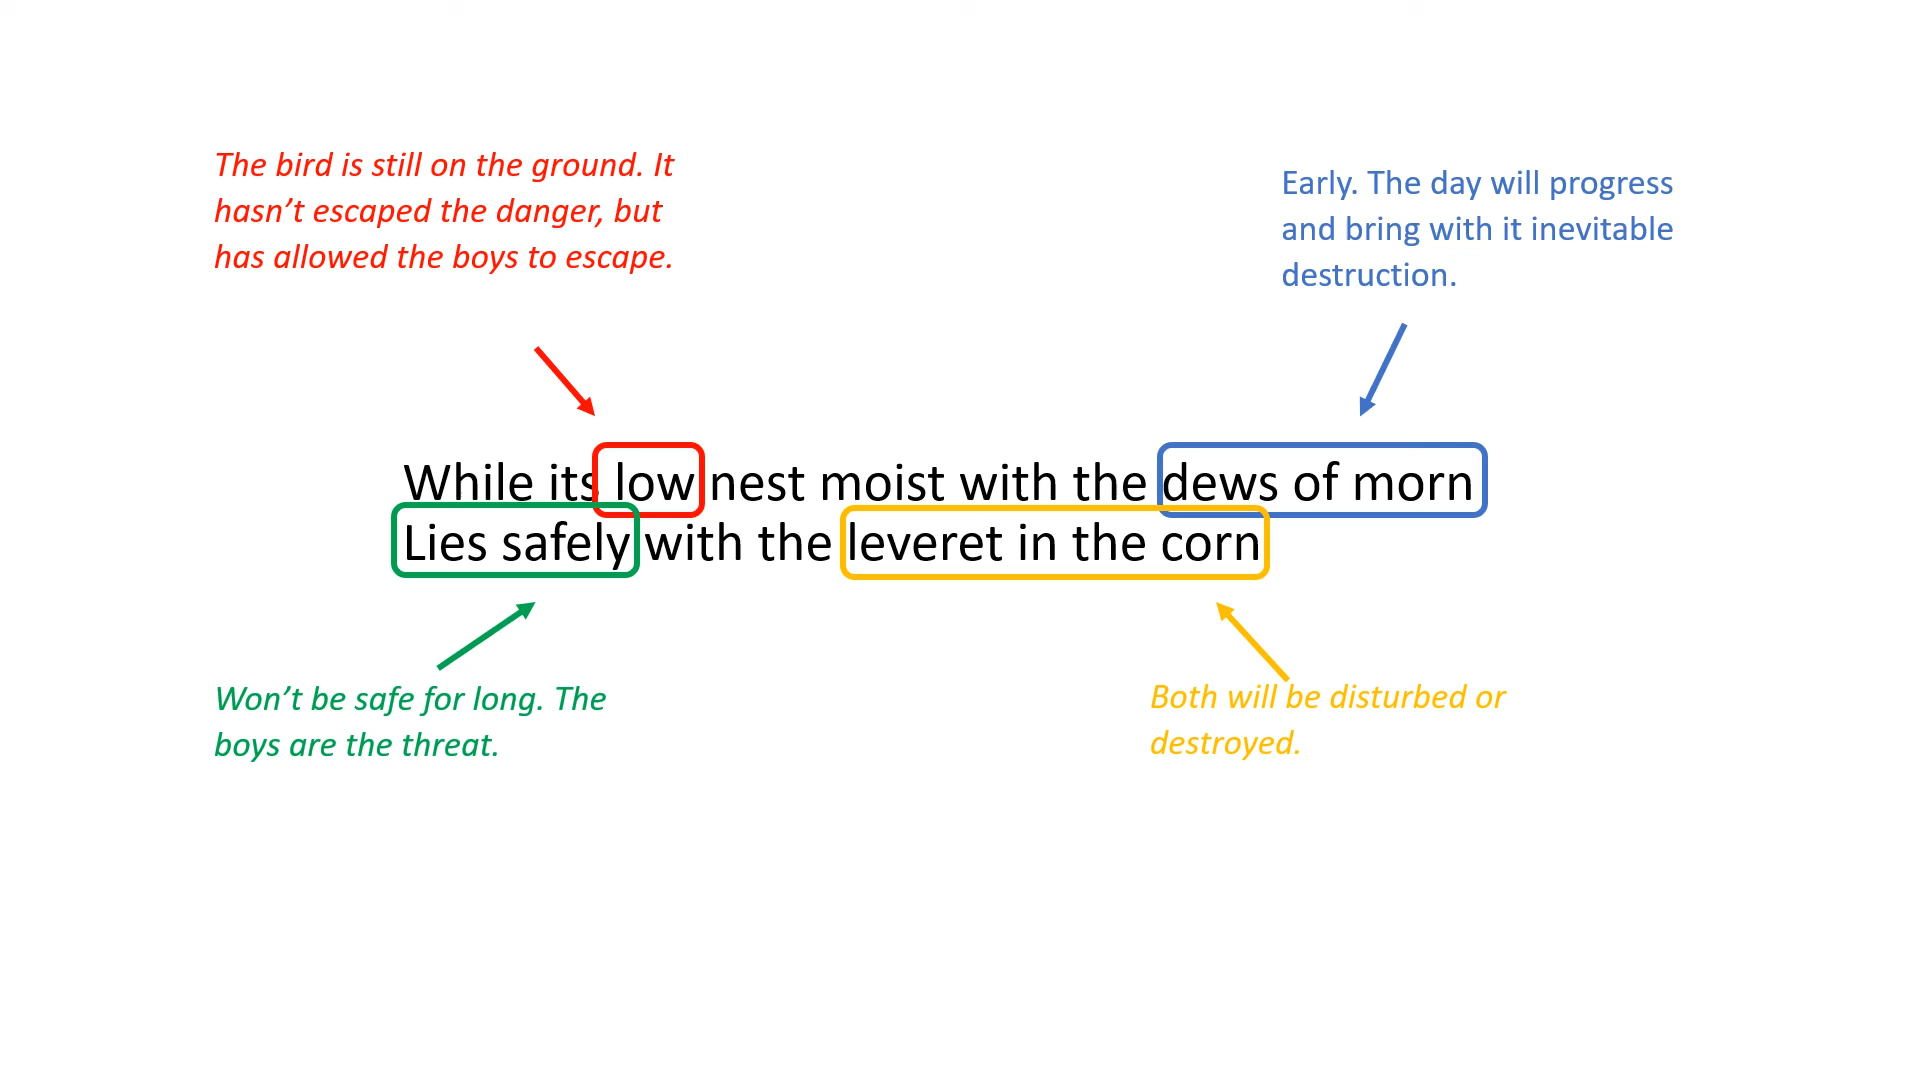 The bird is still on the ground. It
hasn’t escaped the danger, but
has allowed the boys to escape.
Early. The day will progress
and bring with it inevitable
destruction.
While its low nest moist with the dews of morn
Lies safely with the leveret in the corn
Won’t be safe for long. The
boys are the threat.
Both will be disturbed or
destroyed.